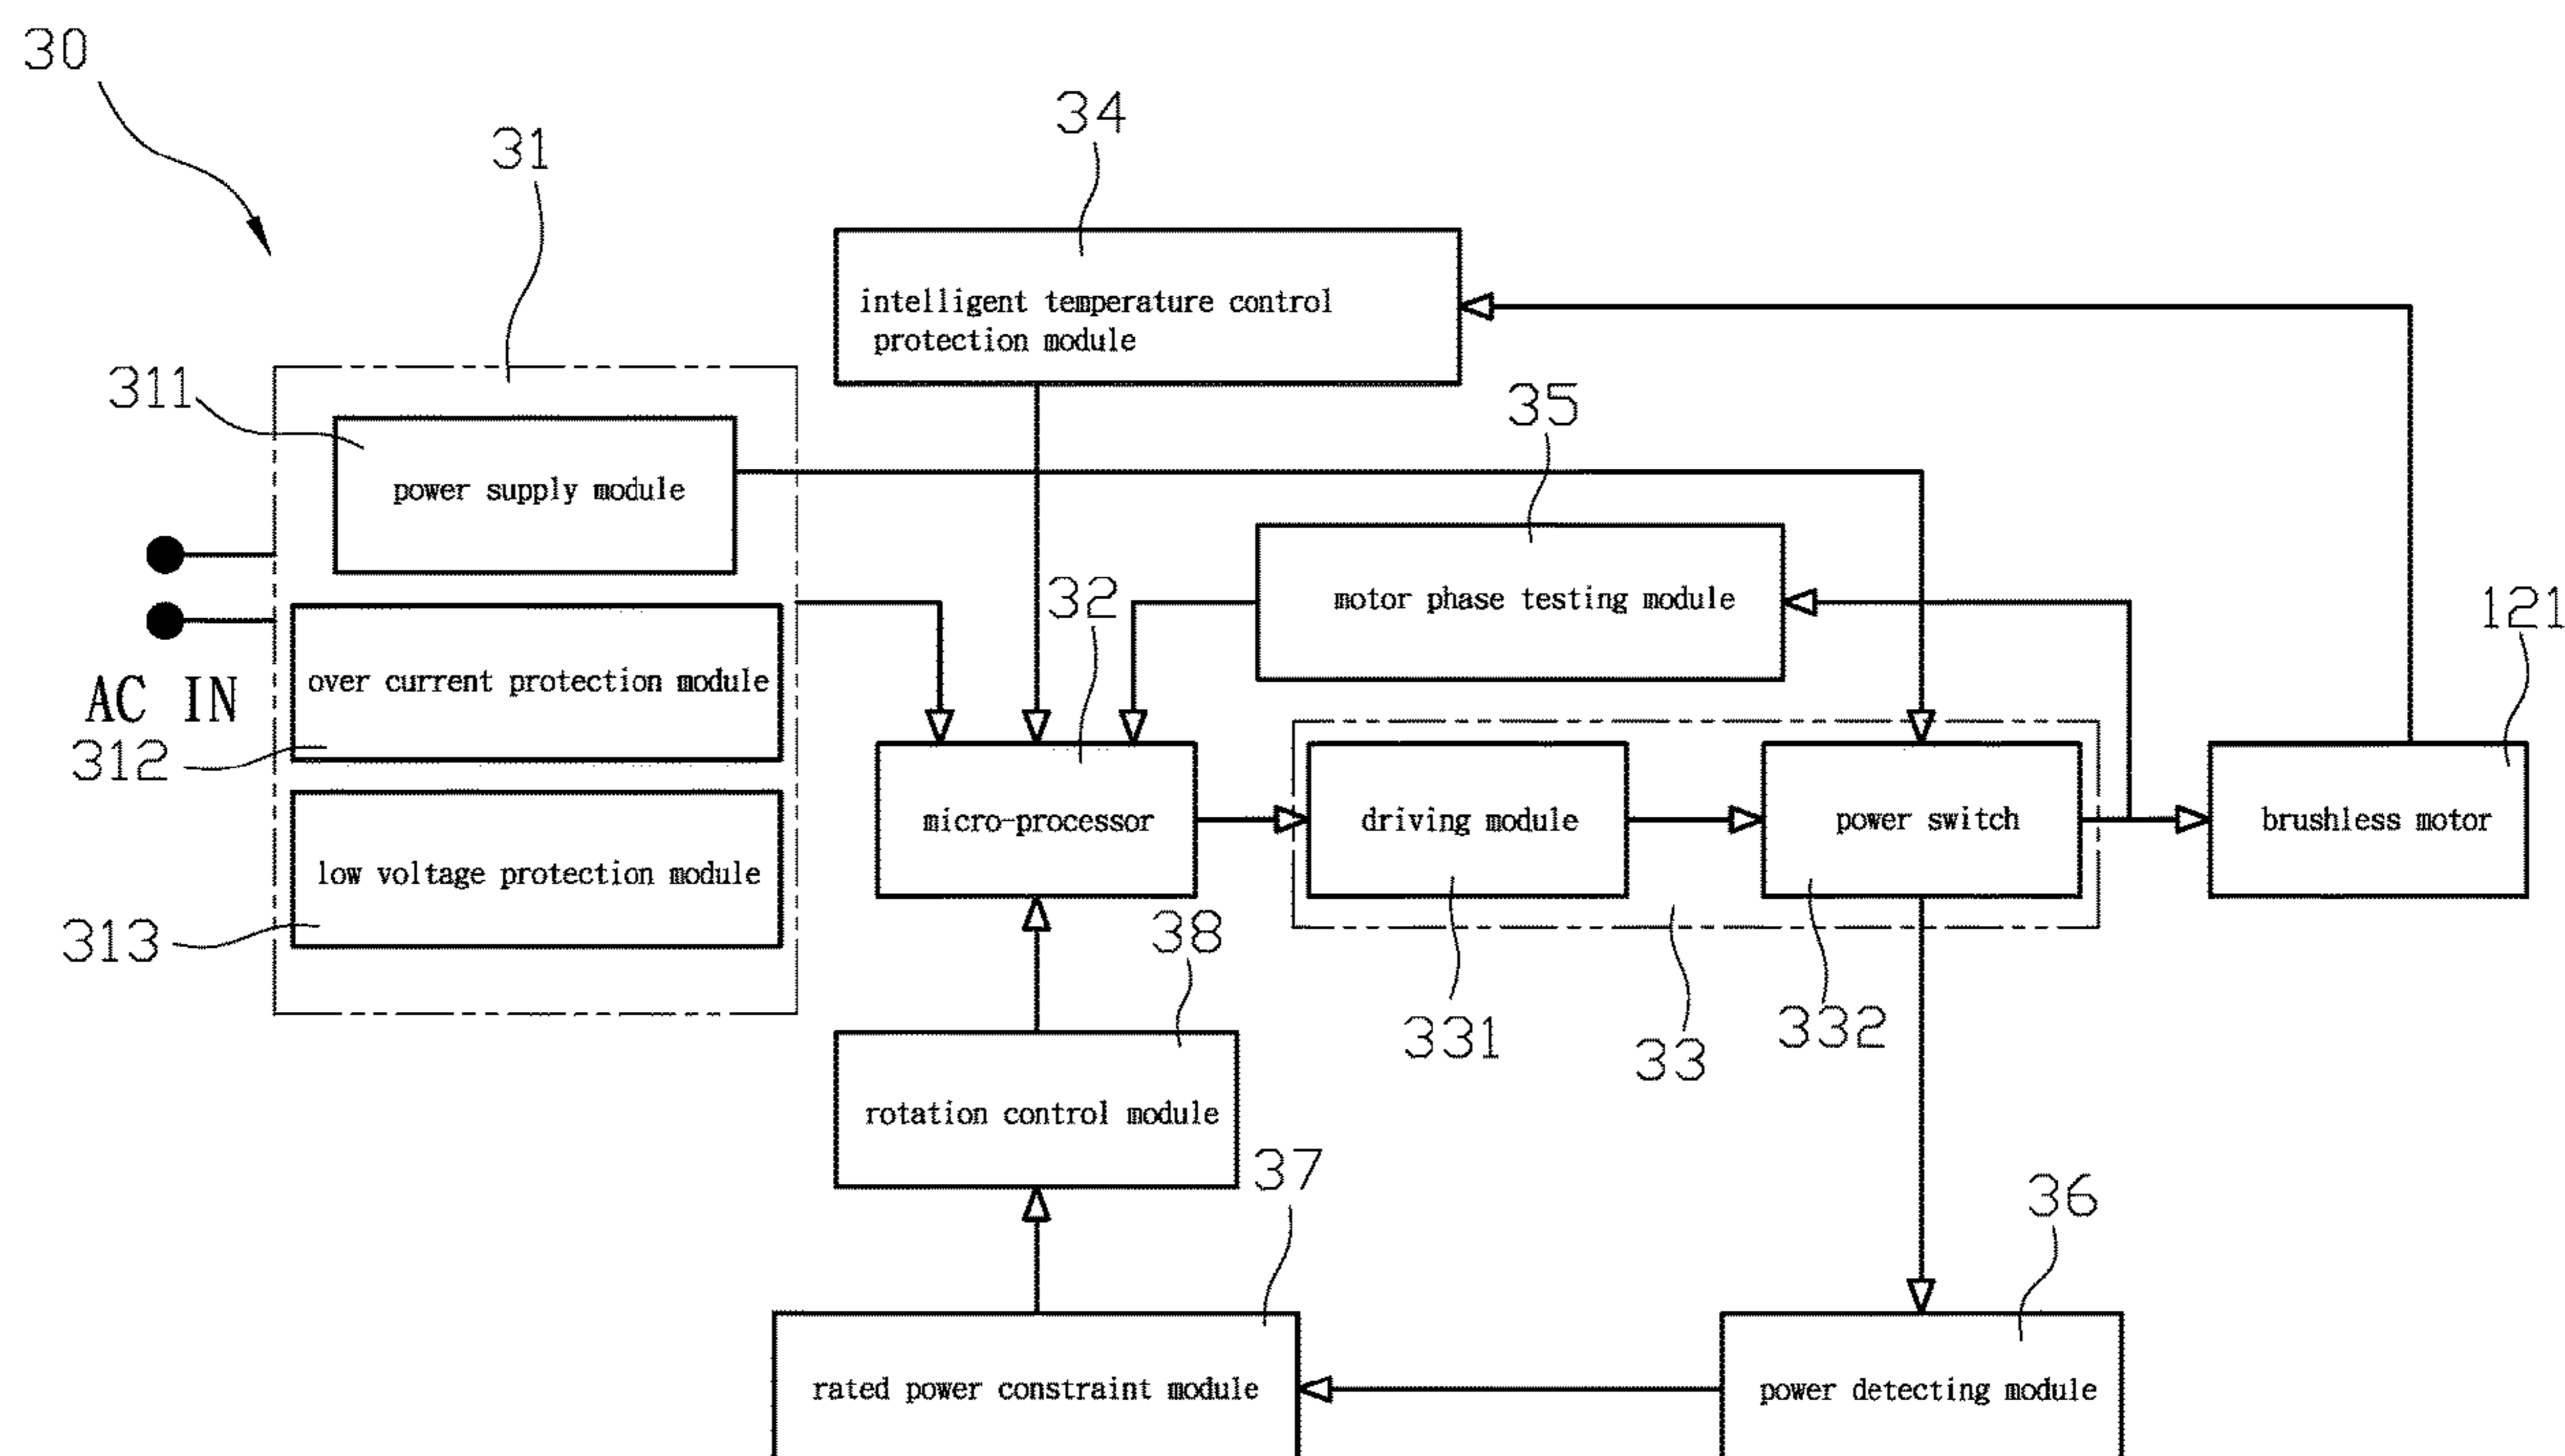 30
34
31
intelligent temperature control
protection module
311
35
power supply module
motor phase testing module
32
121
over current protection module
AC IN
312
micro-processor
driving module
power switch
brushless motor
low voltage protection module
313
38
331
33
332
rotation control module
37
36
rated power constraint module
power detecting module